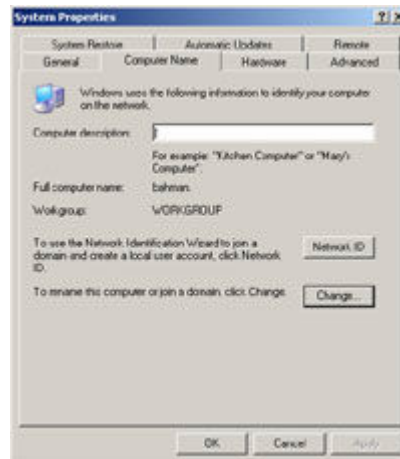 System Properties
System Restore Automatic Updates Remote
General Computer Name Hardware Advanced
Windows uses the following information to identify your computer
on the network.
Computer description:
For example: "Kitchen Computer" or "Mary's
Computer".
Full computer name: bahman.
Workgroup: WORKGROUP
To use the Network Identification Wizard to join a
domain and create a local user account, click Network
ID.
Network ID
To rename this computer or join a domain, click Change.
Change...
OK Cancel Apply